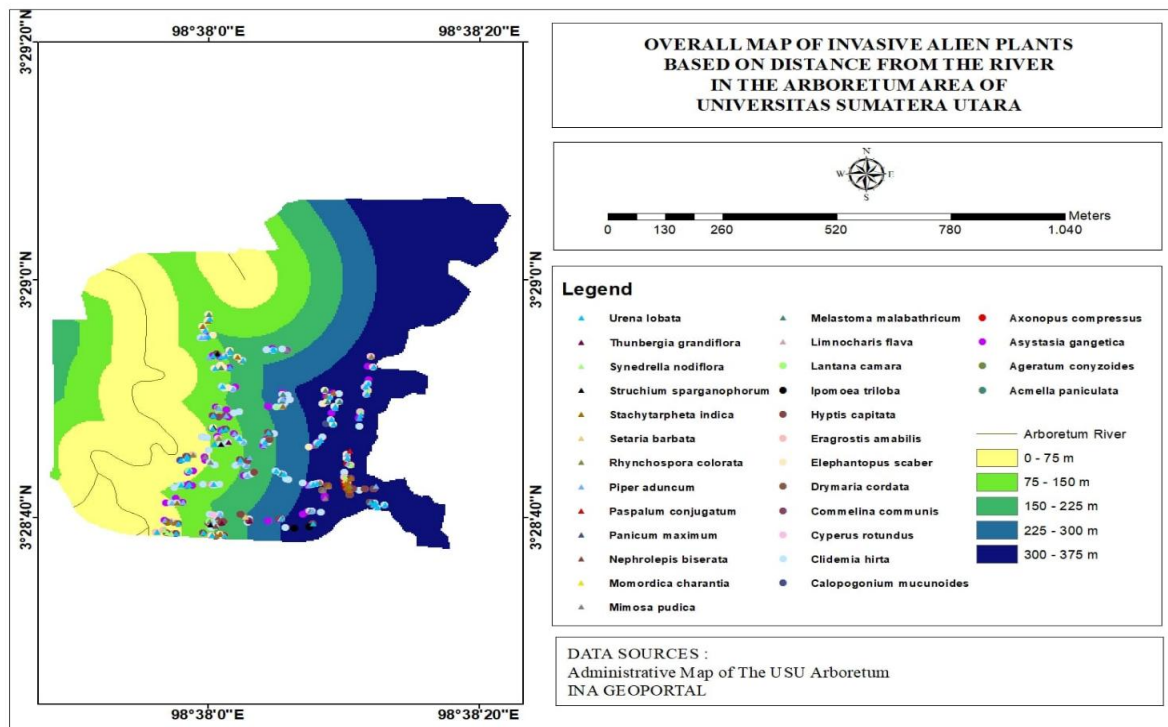 98°38'0"E
98°38'20"E
3°29'20"N
3°29'20"N
3°29'0"N
3°29'0"N
3°28'40"N
3°28'40"N
98°38'0"E
98°38'20"E
OVERALL MAP OF INVASIVE ALIEN PLANTS
BASED ON DISTANCE FROM THE RIVER
IN THE ARBORETUM AREA OF
UNIVERSITAS SUMATERA UTARA
N
W
E
S
Meters
0 130 260 520 780 1.040
Legend
Urena lobata
Thunbergia grandiflora
Synedrella nodiflora
Struchium sparganophorum
Stachytarpheta indica
Setaria barbata
Rhynchospora colorata
Piper aduncum
Paspalum conjugatum
Panicum maximum
Nephrolepis biserata
Momordica charantia
Mimosa pudica
Melastoma malabathricum
Limnocharis flava
Lantana camara
Ipomoea triloba
Hyptis capitata
Eragrostis amabilis
Elephantopus scaber
Drymaria cordata
Commelina communis
Cyperus rotundus
Clidemia hirta
Calopogonium mucunoides
Axonopus compressus
Asystasia gangetica
Ageratum conyzoides
Acmella paniculata
Arboretum River
0 - 75 m
75 - 150 m
150 - 225 m
225 - 300 m
300 - 375 m
DATA SOURCES :
Administrative Map of The USU Arboretum
INA GEOPORTAL